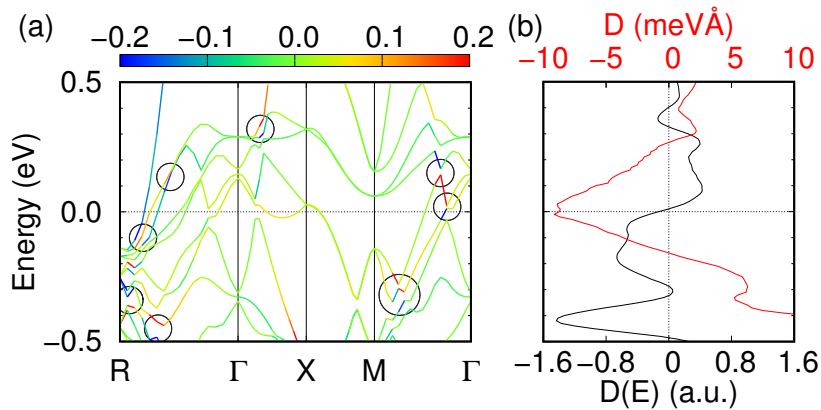 (a)
−0.2 −0.1 0.0 0.1 0.2
Energy (eV)
0.5
0.0
−0.5
R Γ X M Γ
(b)
D (meVÅ)
−10 −5 0 5 10
−1.6 −0.8 0 0.8 1.6
D(E) (a.u.)